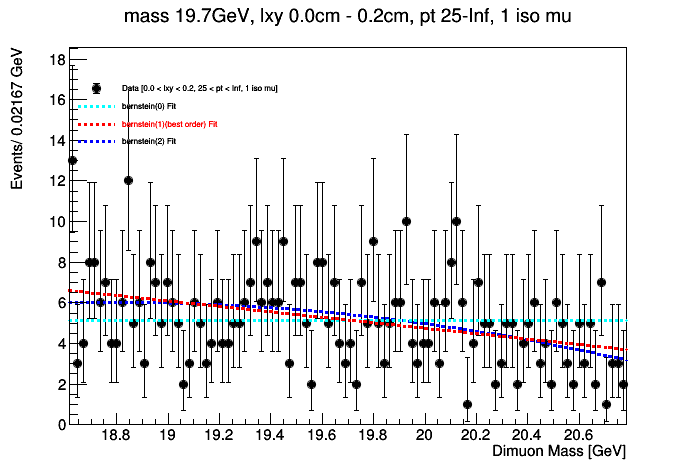 mass 19.7GeV, lxy 0.0cm - 0.2cm, pt 25-Inf, 1 iso mu
Events/ 0.02167 GeV
18
16
14
12
10
8
6
4
2
0
Data [0.0 < lxy < 0.2, 25 < pt < Inf, 1 iso mu]
bernstein(0) Fit
bernstein(1)(best order) Fit
bernstein(2) Fit
18.8 19 19.2 19.4 19.6 19.8 20 20.2 20.4 20.6
Dimuon Mass [GeV]